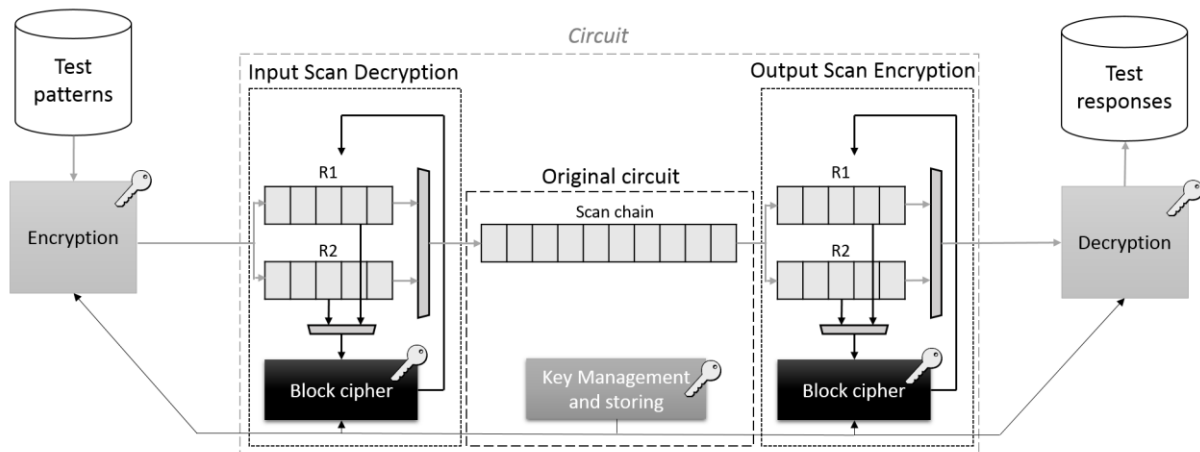 Circuit
Test
patterns
Input Scan Decryption
Output Scan Encryption
Test
responses
R1
Original circuit
R1
Scan chain
Encryption
R2
R2
Decryption
Block cipher
Key Management
and storing
Block cipher